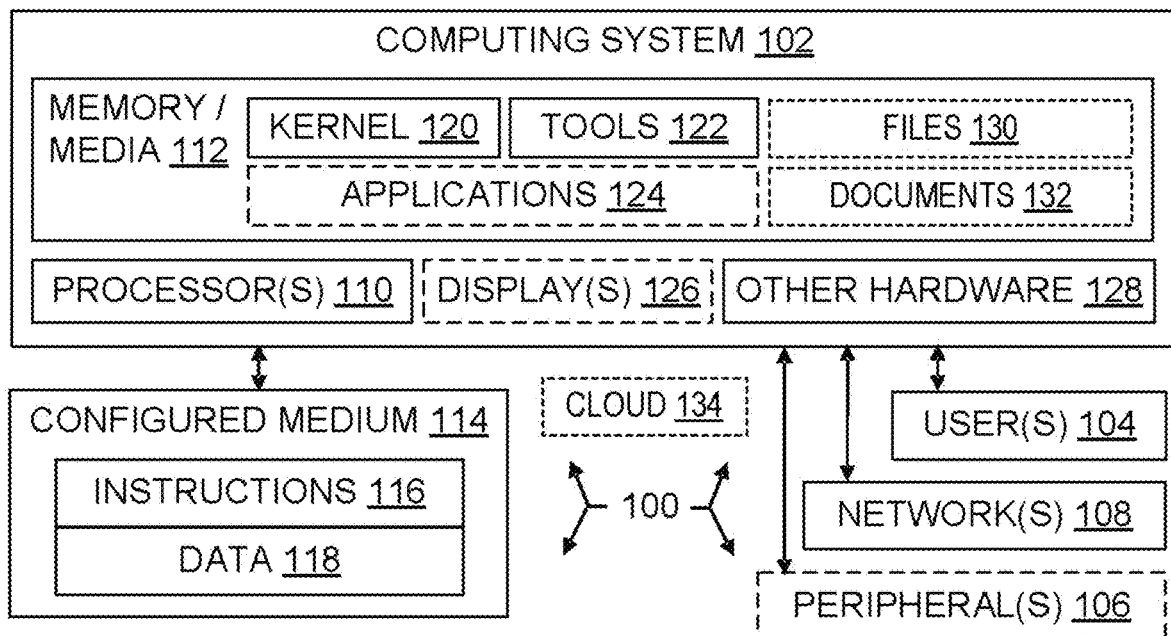 COMPUTING SYSTEM 102
MEMORY /
MEDIA 112
KERNEL 120
TOOLS 122
FILES 130
APPLICATIONS 124
DOCUMENTS 132
PROCESSOR(S) 110
DISPLAY(S) 126
OTHER HARDWARE 128
CONFIGURED MEDIUM 114
INSTRUCTIONS 116
DATA 118
CLOUD 134
100
USER(S) 104
NETWORK(S) 108
PERIPHERAL(S) 106